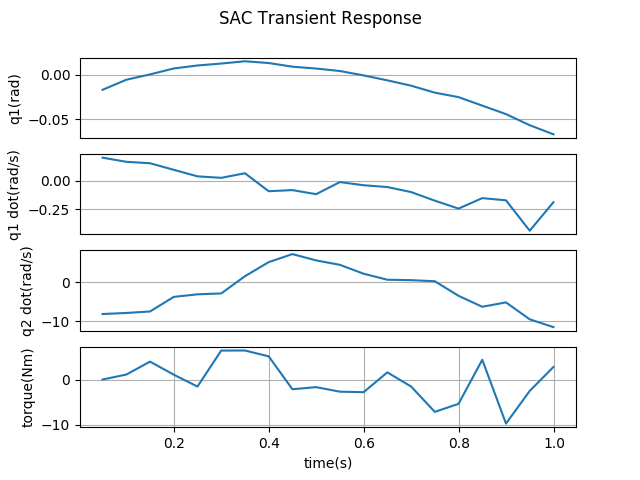 SAC Transient Response
0.00
−0.05
q1(rad)
0.00
−0.25
q1 dot(rad/s)
0
−10
q2 dot(rad/s)
0
−10
torque(Nm)
0.2 0.4 0.6 0.8 1.0
time(s)